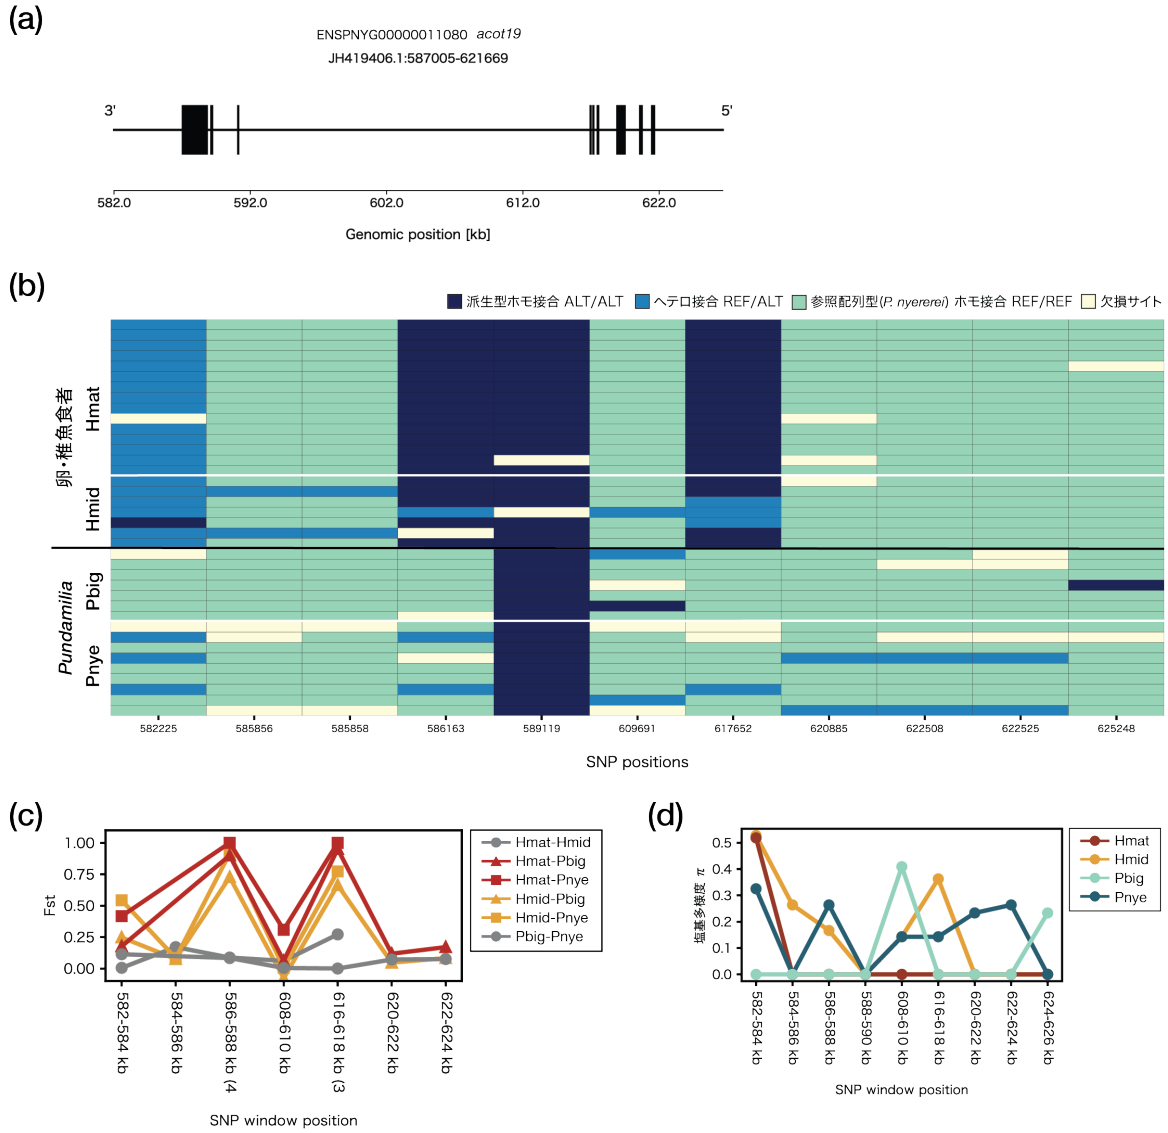 (a)
ENSPNYG00000011080 acot19
JH419406.1:587005-621669
3' 5'
582.0 592.0 602.0 612.0 622.0
Genomic position [kb]
(b)
派生型ホモ接合 ALT/ALT ヘテロ接合 REF/ALT 参照配列型(P. nyererei) ホモ接合 REF/REF 欠損サイト
卵・稚魚食者
Hmat
Hmid
Pundamilia
Pbig
Pnye
582225 585856 585858 586163 589119 609691 617652 620885 622508 622525 625248
SNP positions
(c)
1.00
0.75
0.50
0.25
0.00
Fst
Hmat-Hmid
Hmat-Pbig
Hmat-Pnye
Hmid-Pbig
Hmid-Pnye
Pbig-Pnye
582-584 kb
584-586 kb
586-588 kb (4
608-610 kb
616-618 kb (3
620-622 kb
622-624 kb
SNP window position
(d)
0.5
0.4
0.3
0.2
0.1
0.0
塩基多様度 π
Hmat
Hmid
Pbig
Pnye
582-584 kb
584-586 kb
586-588 kb
588-590 kb
608-610 kb
616-618 kb
620-622 kb
622-624 kb
624-626 kb
SNP window position